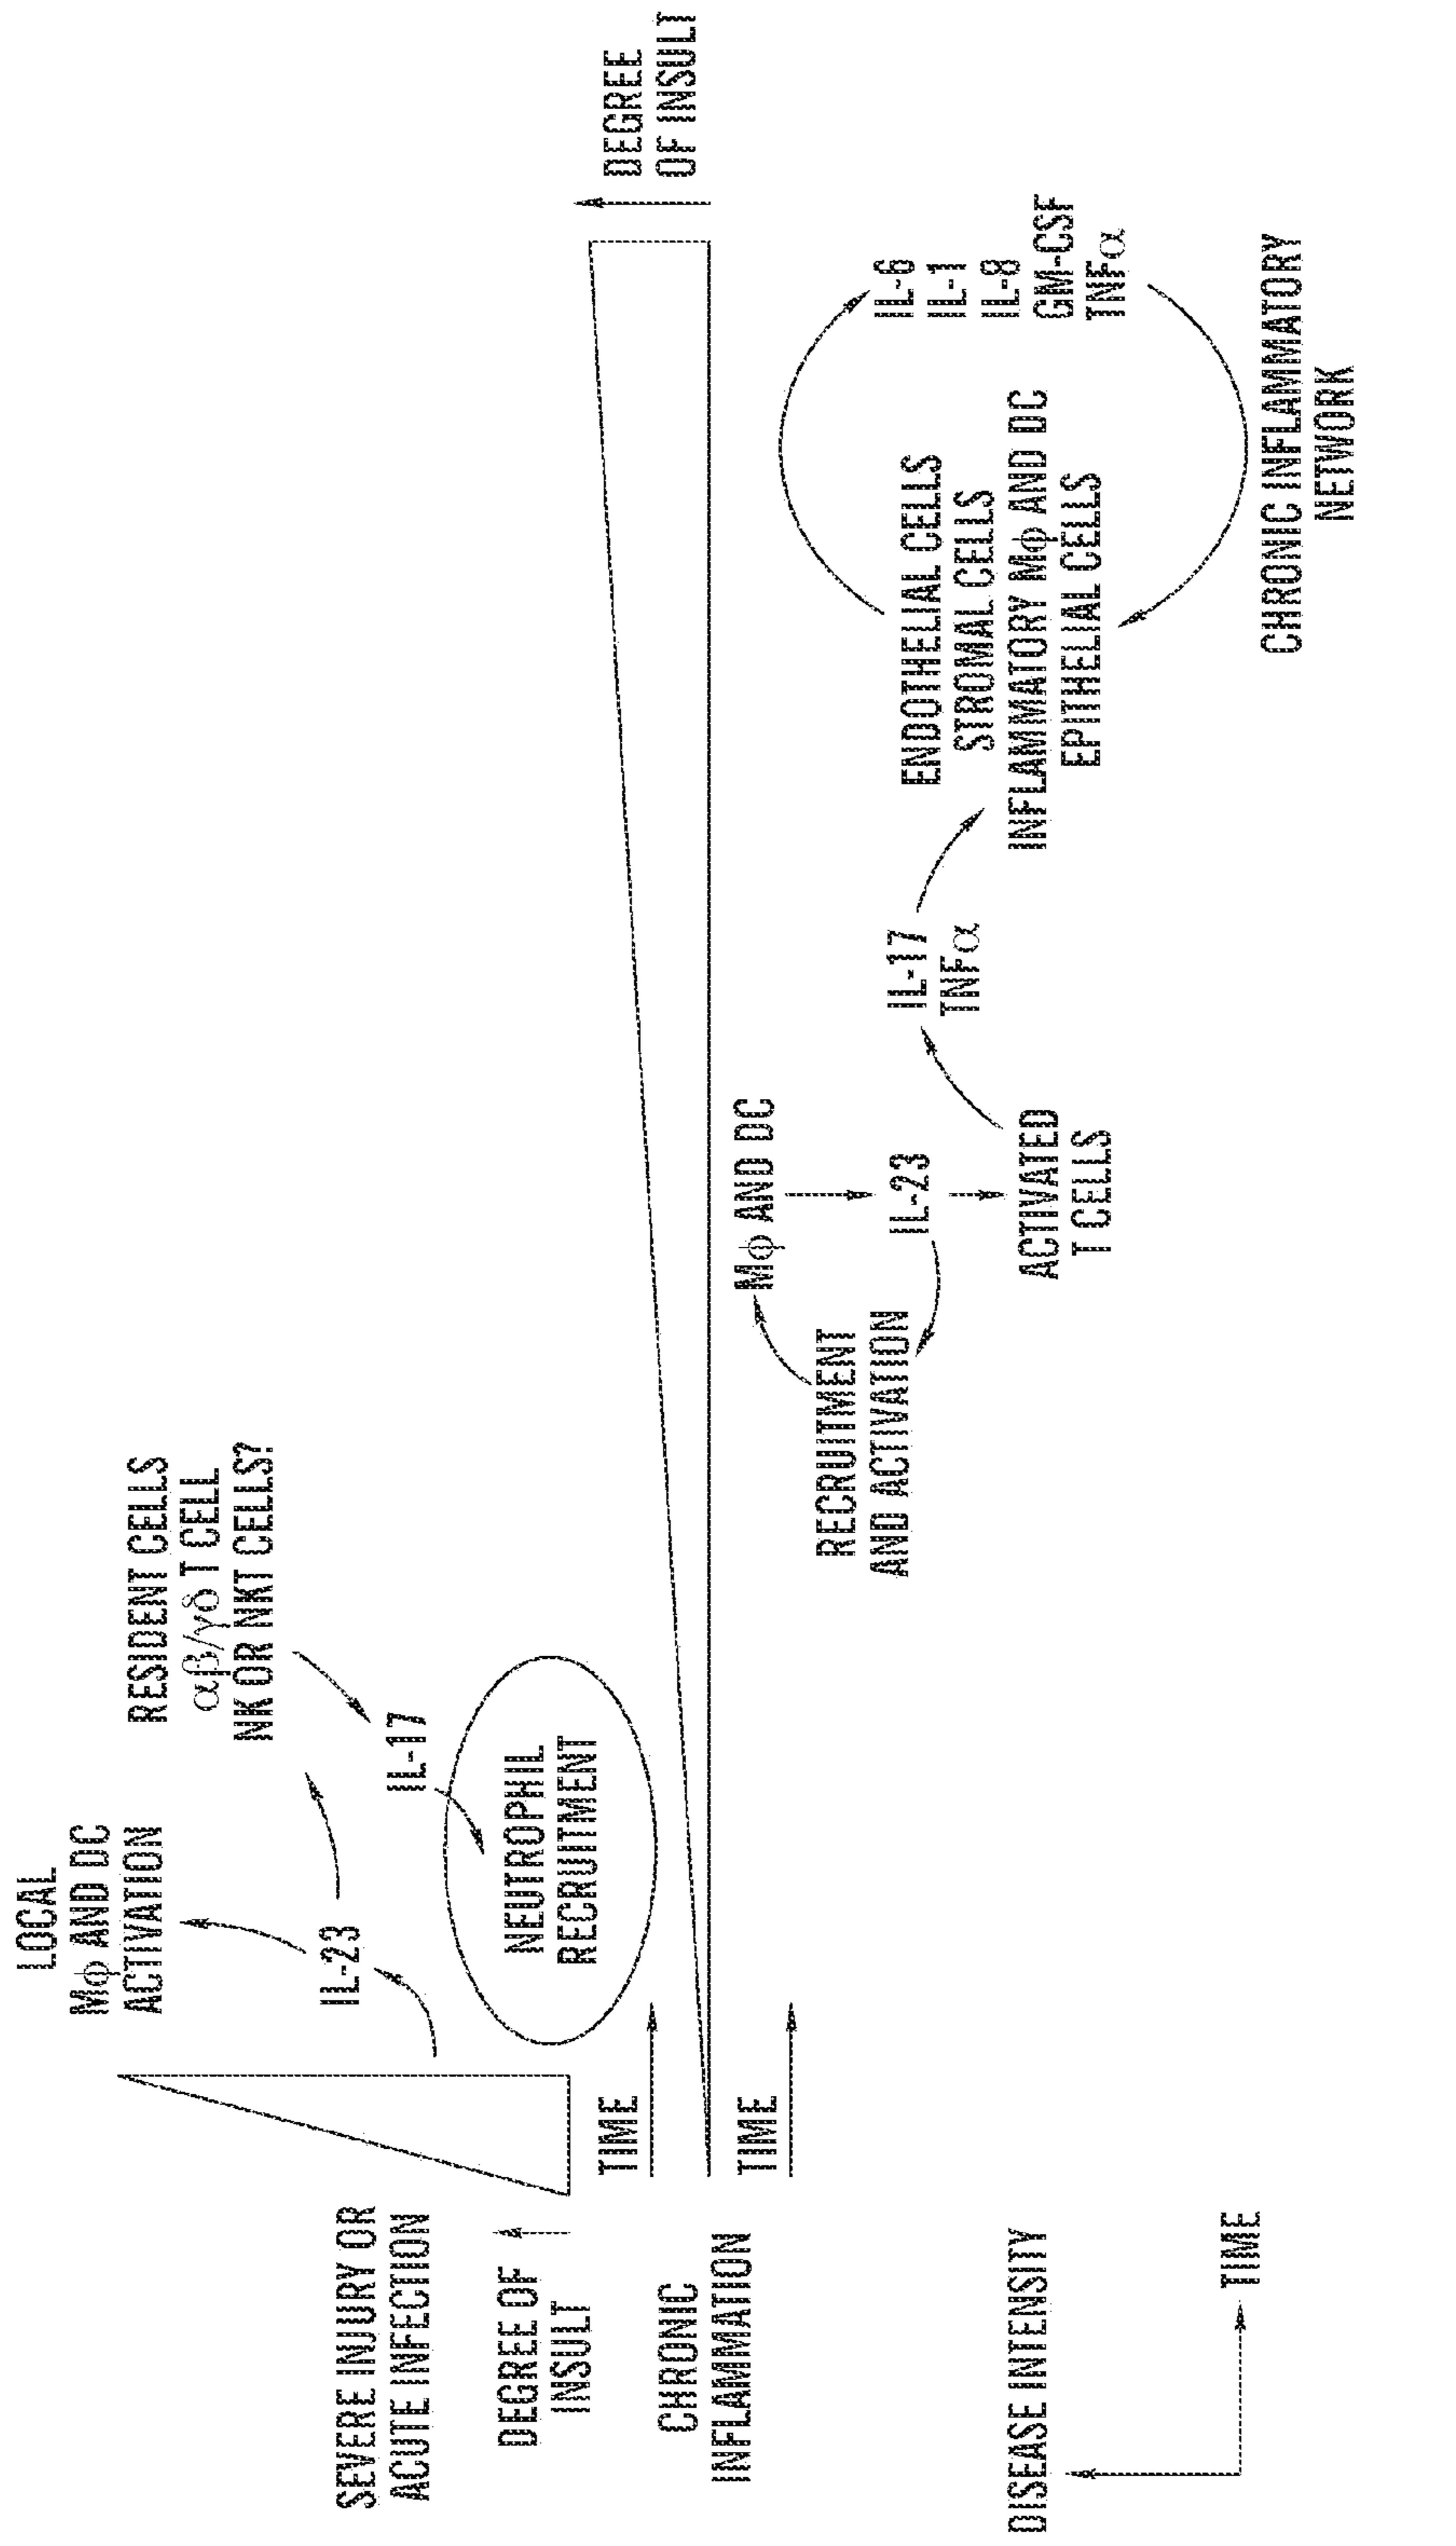 LOCAL
Mφ AND DC
ACTIVATION
RESIDENT CELLS
αβ/γδ T CELL
NK OR NKT CELLS?
SEVERE INJURY OR
ACUTE INFECTION
IL-23
IL-17
NEUTROPHIL
RECRUITMENT
DEGREE OF
INSULT
TIME
DEGREE
OF INSULT
CHRONIC
INFLAMMATION
TIME
Mφ AND DC
RECRUITMENT
AND ACTIVATION
IL-23
ACTIVATED
T CELLS
IL-17
TNFα
ENDOTHELIAL CELLS
STROMAL CELLS
INFLAMMATORY Mφ AND DC
EPITHELIAL CELLS
IL-6
IL-1
IL-8
GM-CSF
TNFα
CHRONIC INFLAMMATORY
NETWORK
DISEASE INTENSITY
TIME